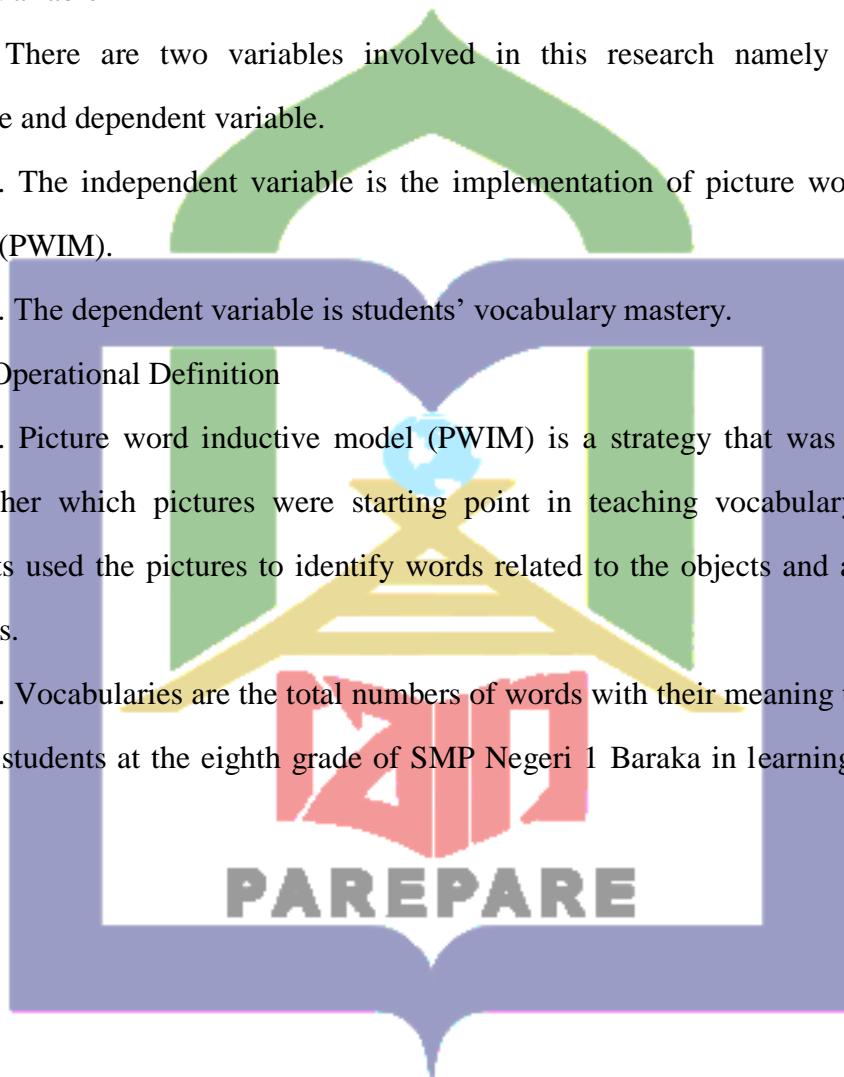 There are two variables involved in this research namely
e and dependent variable.
. The independent variable is the implementation of picture wo
(PWIM).
. The dependent variable is students’ vocabulary mastery.
Operational Definition
. Picture word inductive model (PWIM) is a strategy that was
her which pictures were starting point in teaching vocabulary
s used the pictures to identify words related to the objects and a
s.
. Vocabularies are the total numbers of words with their meaning
students at the eighth grade of SMP Negeri 1 Baraka in learning
PAREPARE